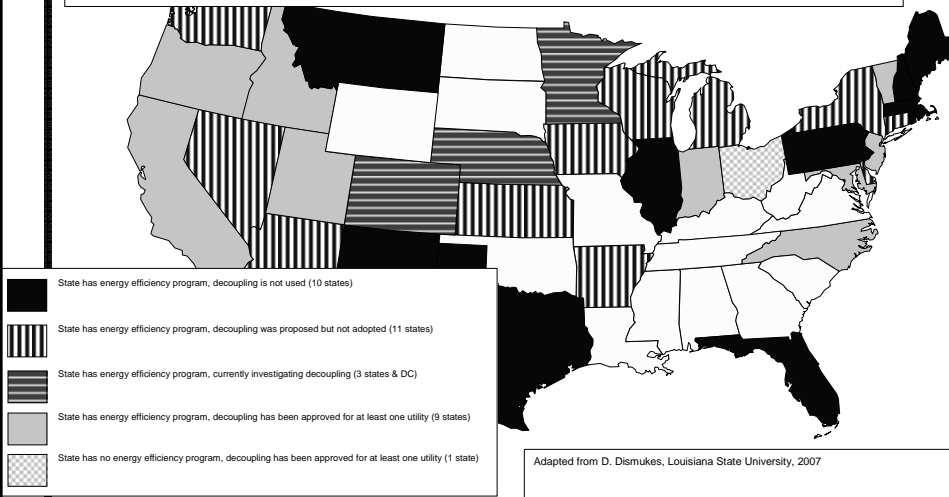 State has energy efficiency program, decoupling is not used (10 states)
State has energy efficiency program, decoupling was proposed but not adopted (11 states)
State has energy efficiency program, currently investigating decoupling (3 states & DC)
State has energy efficiency program, decoupling has been approved for at least one utility (9 states)
State has no energy efficiency program, decoupling has been approved for at least one utility (1 state)
Adapted from D. Dismukes, Louisiana State University, 2007